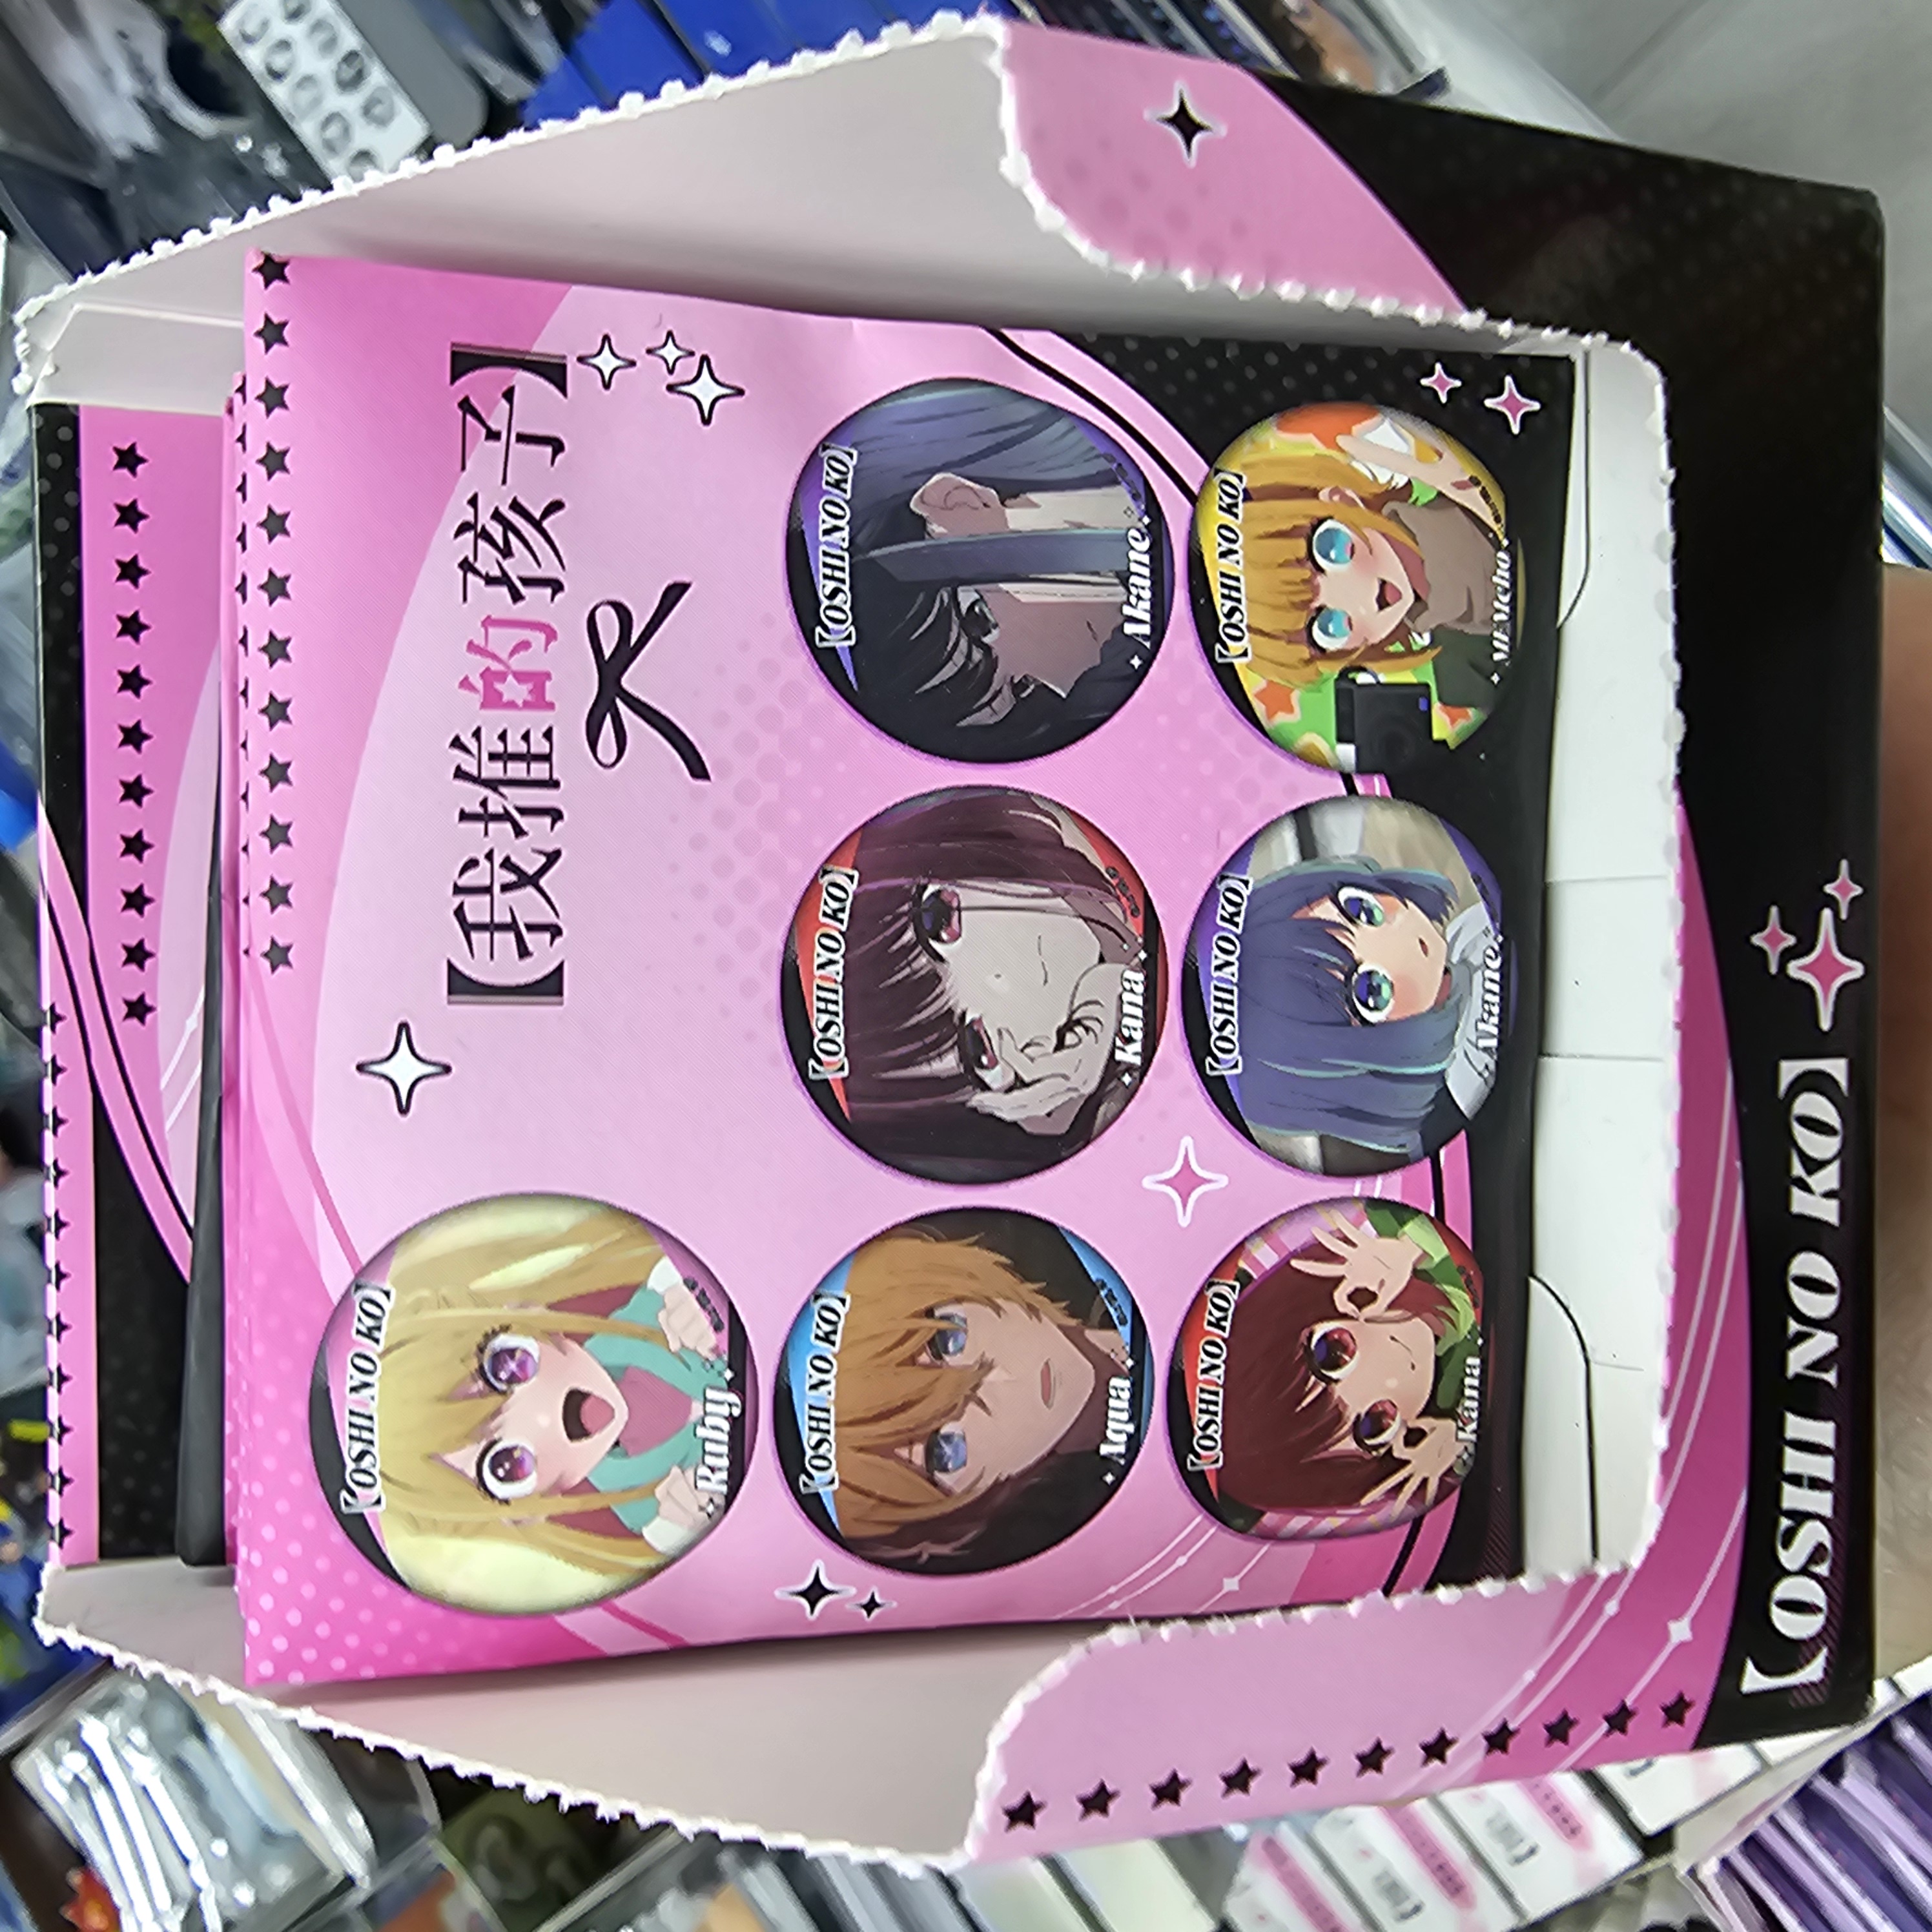 【我推的孩子】
【OSHI NO KO】
Ruby
【OSHI NO KO】
Aqua
【OSHI NO KO】
Kana
【OSHI NO KO】
Akane
【OSHI NO KO】
Kana
【OSHI NO KO】
Akane
【OSHI NO KO】
MEMcho
【OSHI NO KO】